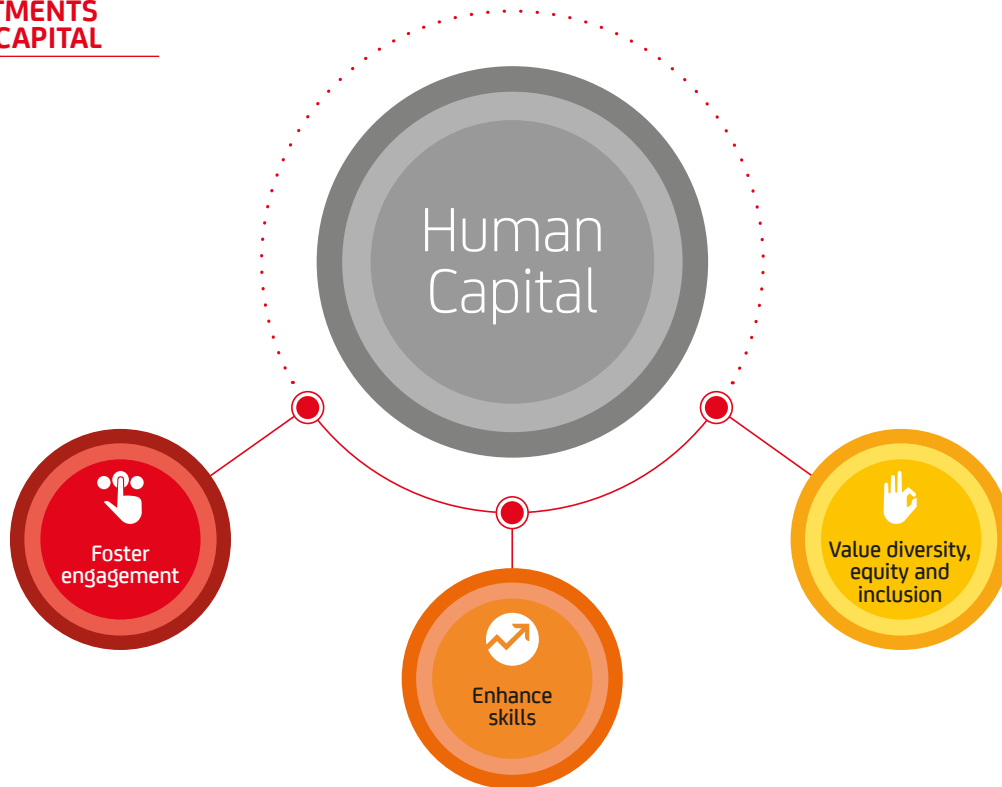 TMENTS
CAPITAL
Human
Capital
Foster
engagement
Enhance
skills
Value diversity,
equity and
inclusion